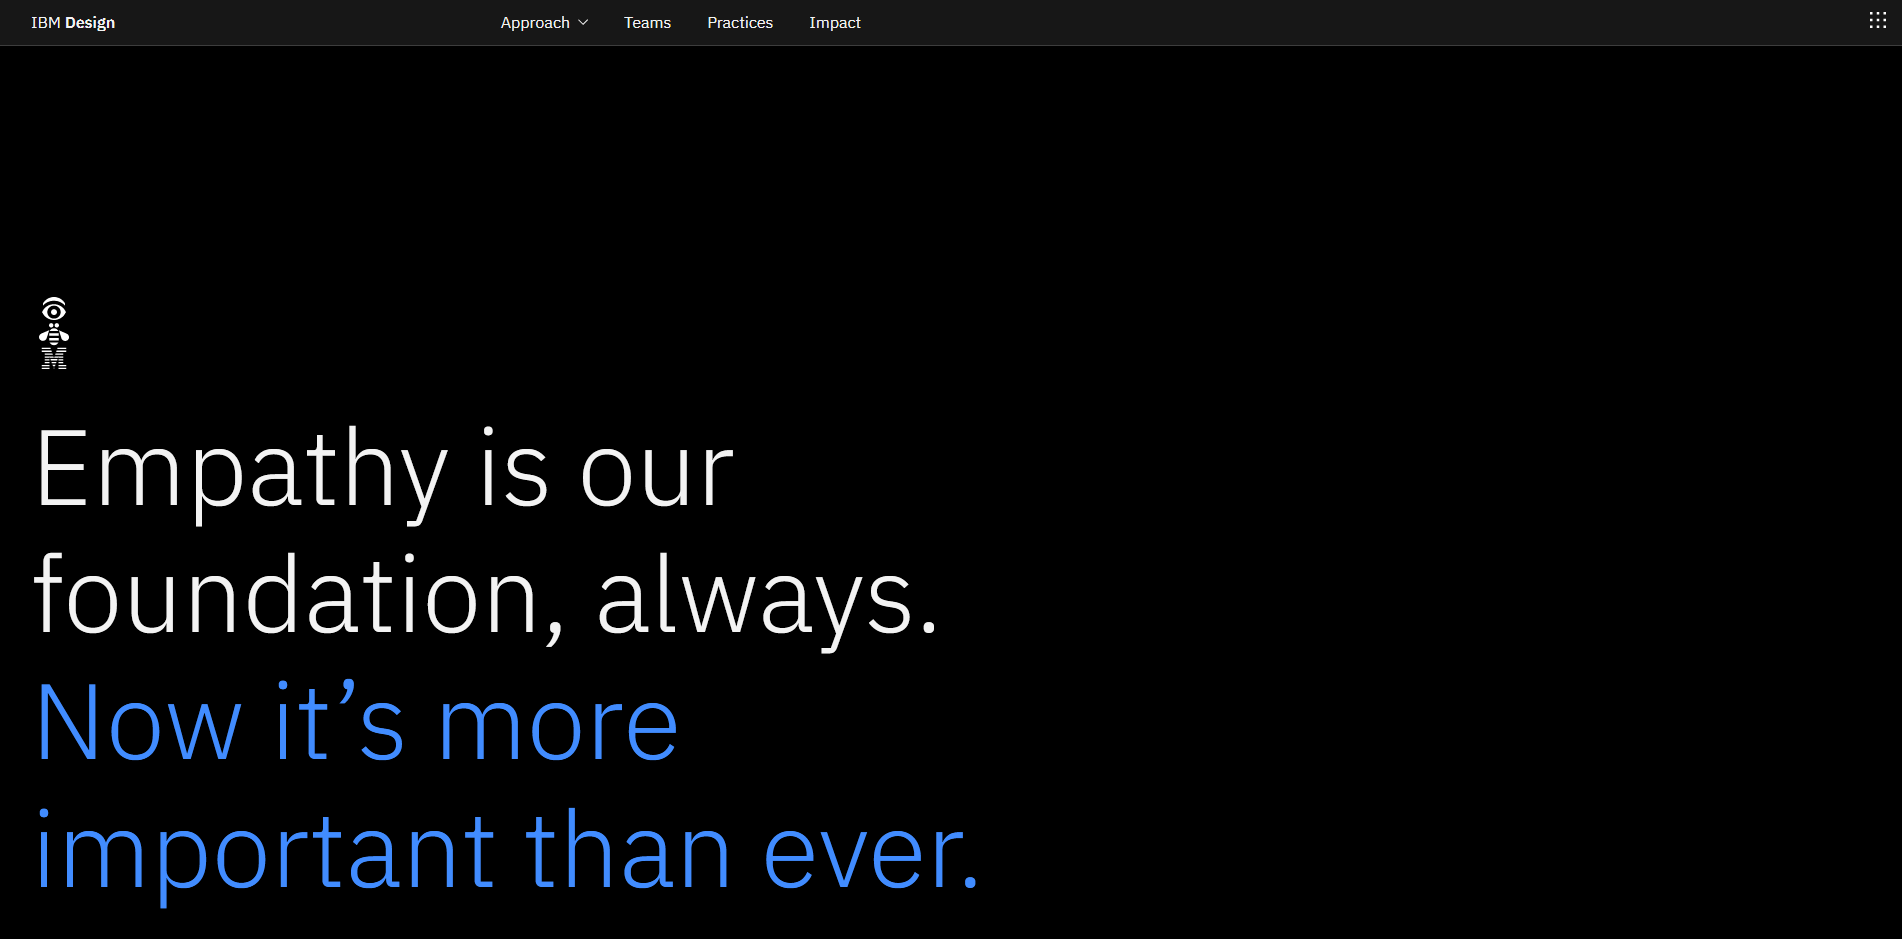 IBM Design
Approach
Teams
Practices
Impact
M
Empathy is our
foundation, always.
Now it’s more
important than ever.